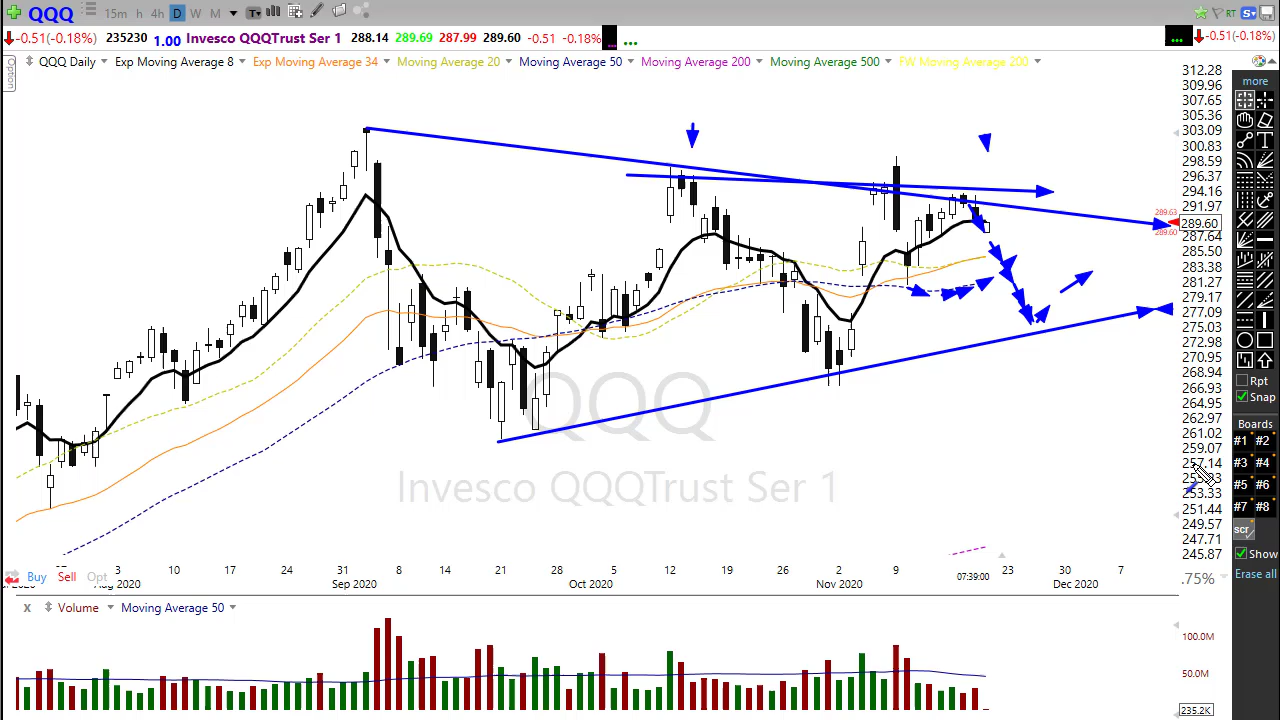 QQQ 15m h 4h D W M T RT S
-0.51(-0.18%) 235230 1.00 Invesco QQQTrust Ser 1 288.14 289.69 287.99 289.60 -0.51 -0.18% ... ... -0.51(-0.18%)
Option QQQ Daily Exp Moving Average 8 Exp Moving Average 34 Moving Average 20 Moving Average 50 Moving Average 200 Moving Average 500 FW Moving Average 200
312.28
309.96
307.65
305.36
303.09
300.83
298.59
296.37
294.16
291.97
289.63
289.60
289.60
287.64
285.50
283.38
281.27
279.17
277.09
275.03
272.98
270.95
268.94
266.93
264.95
262.97
261.02
259.07
257.14
253.33
251.44
249.57
247.71
245.87
more
T
Rpt
Snap
Boards
#1 #2
#3 #4
#5 #6
#7 #8
scr
Show
Erase all
QQQ
Invesco QQQTrust Ser 1
3 10 17 24 31 8 14 21 28 5 12 19 26 2 9 07:39:00 23 30 7
Buy Sell Opt
Aug 2020 Sep 2020 Oct 2020 Nov 2020 Dec 2020
.75%
x Volume Moving Average 50
100.0M
50.0M
235.2K